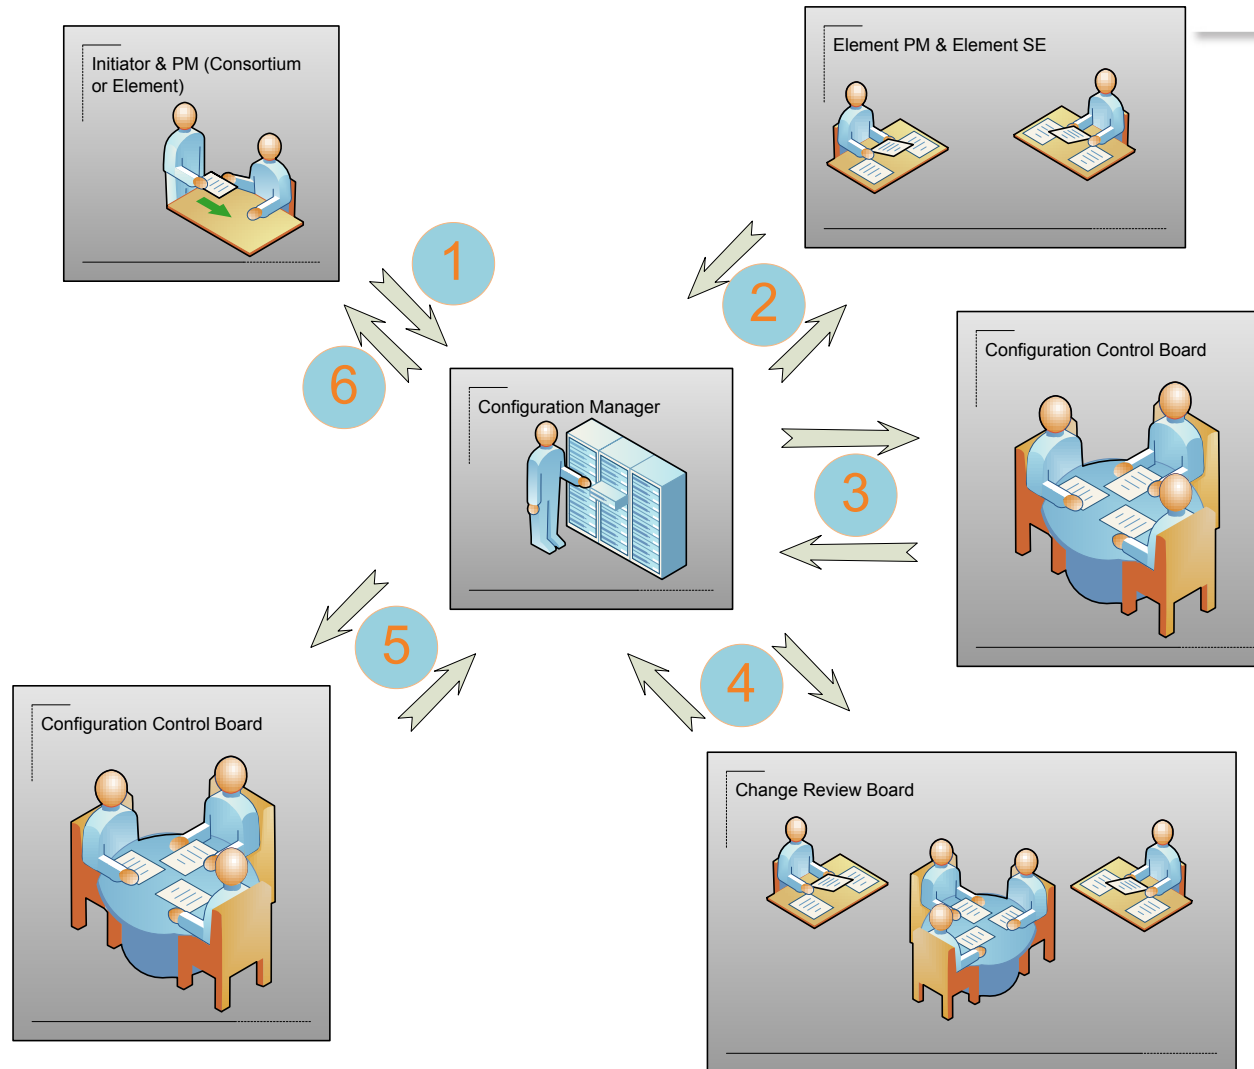 Initiator & PM (Consortium
or Element)
Element PM & Element SE
1
2
Configuration Control Board
6
Configuration Manager
3
5
4
Configuration Control Board
Change Review Board